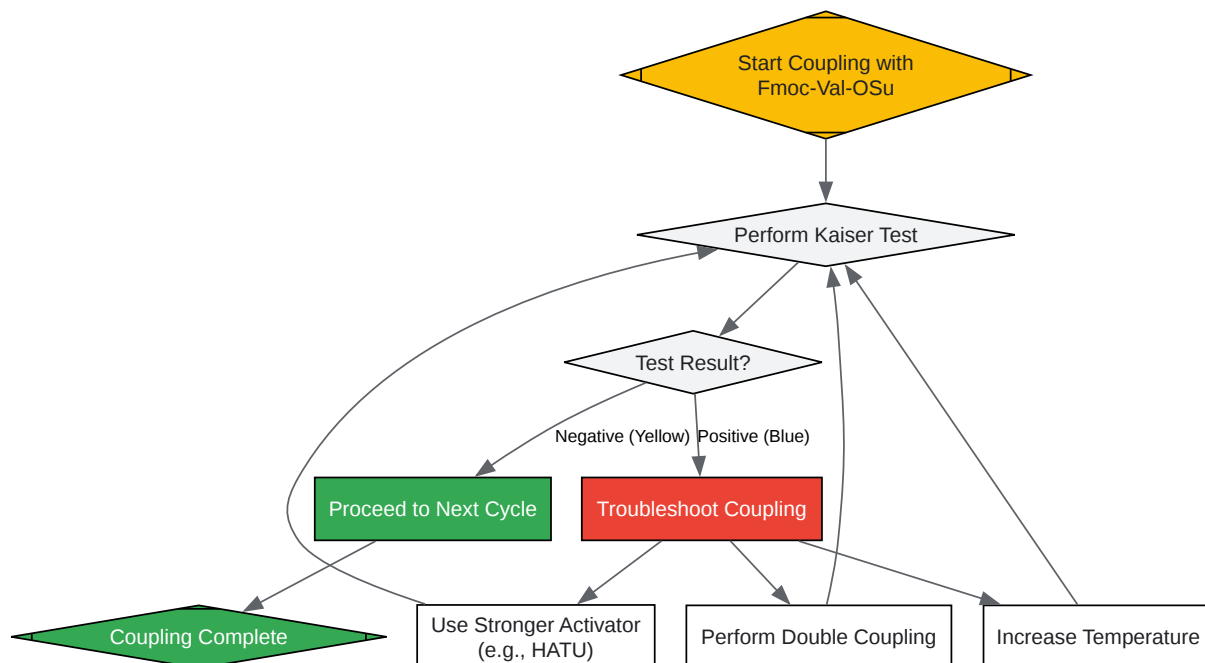 Start Coupling with
Fmoc-Val-OSu
Perform Kaiser Test
Test Result?
Negative (Yellow)
Positive (Blue)
Proceed to Next Cycle
Troubleshoot Coupling
Coupling Complete
Use Stronger Activator
(e.g., HATU)
Perform Double Coupling
Increase Temperature